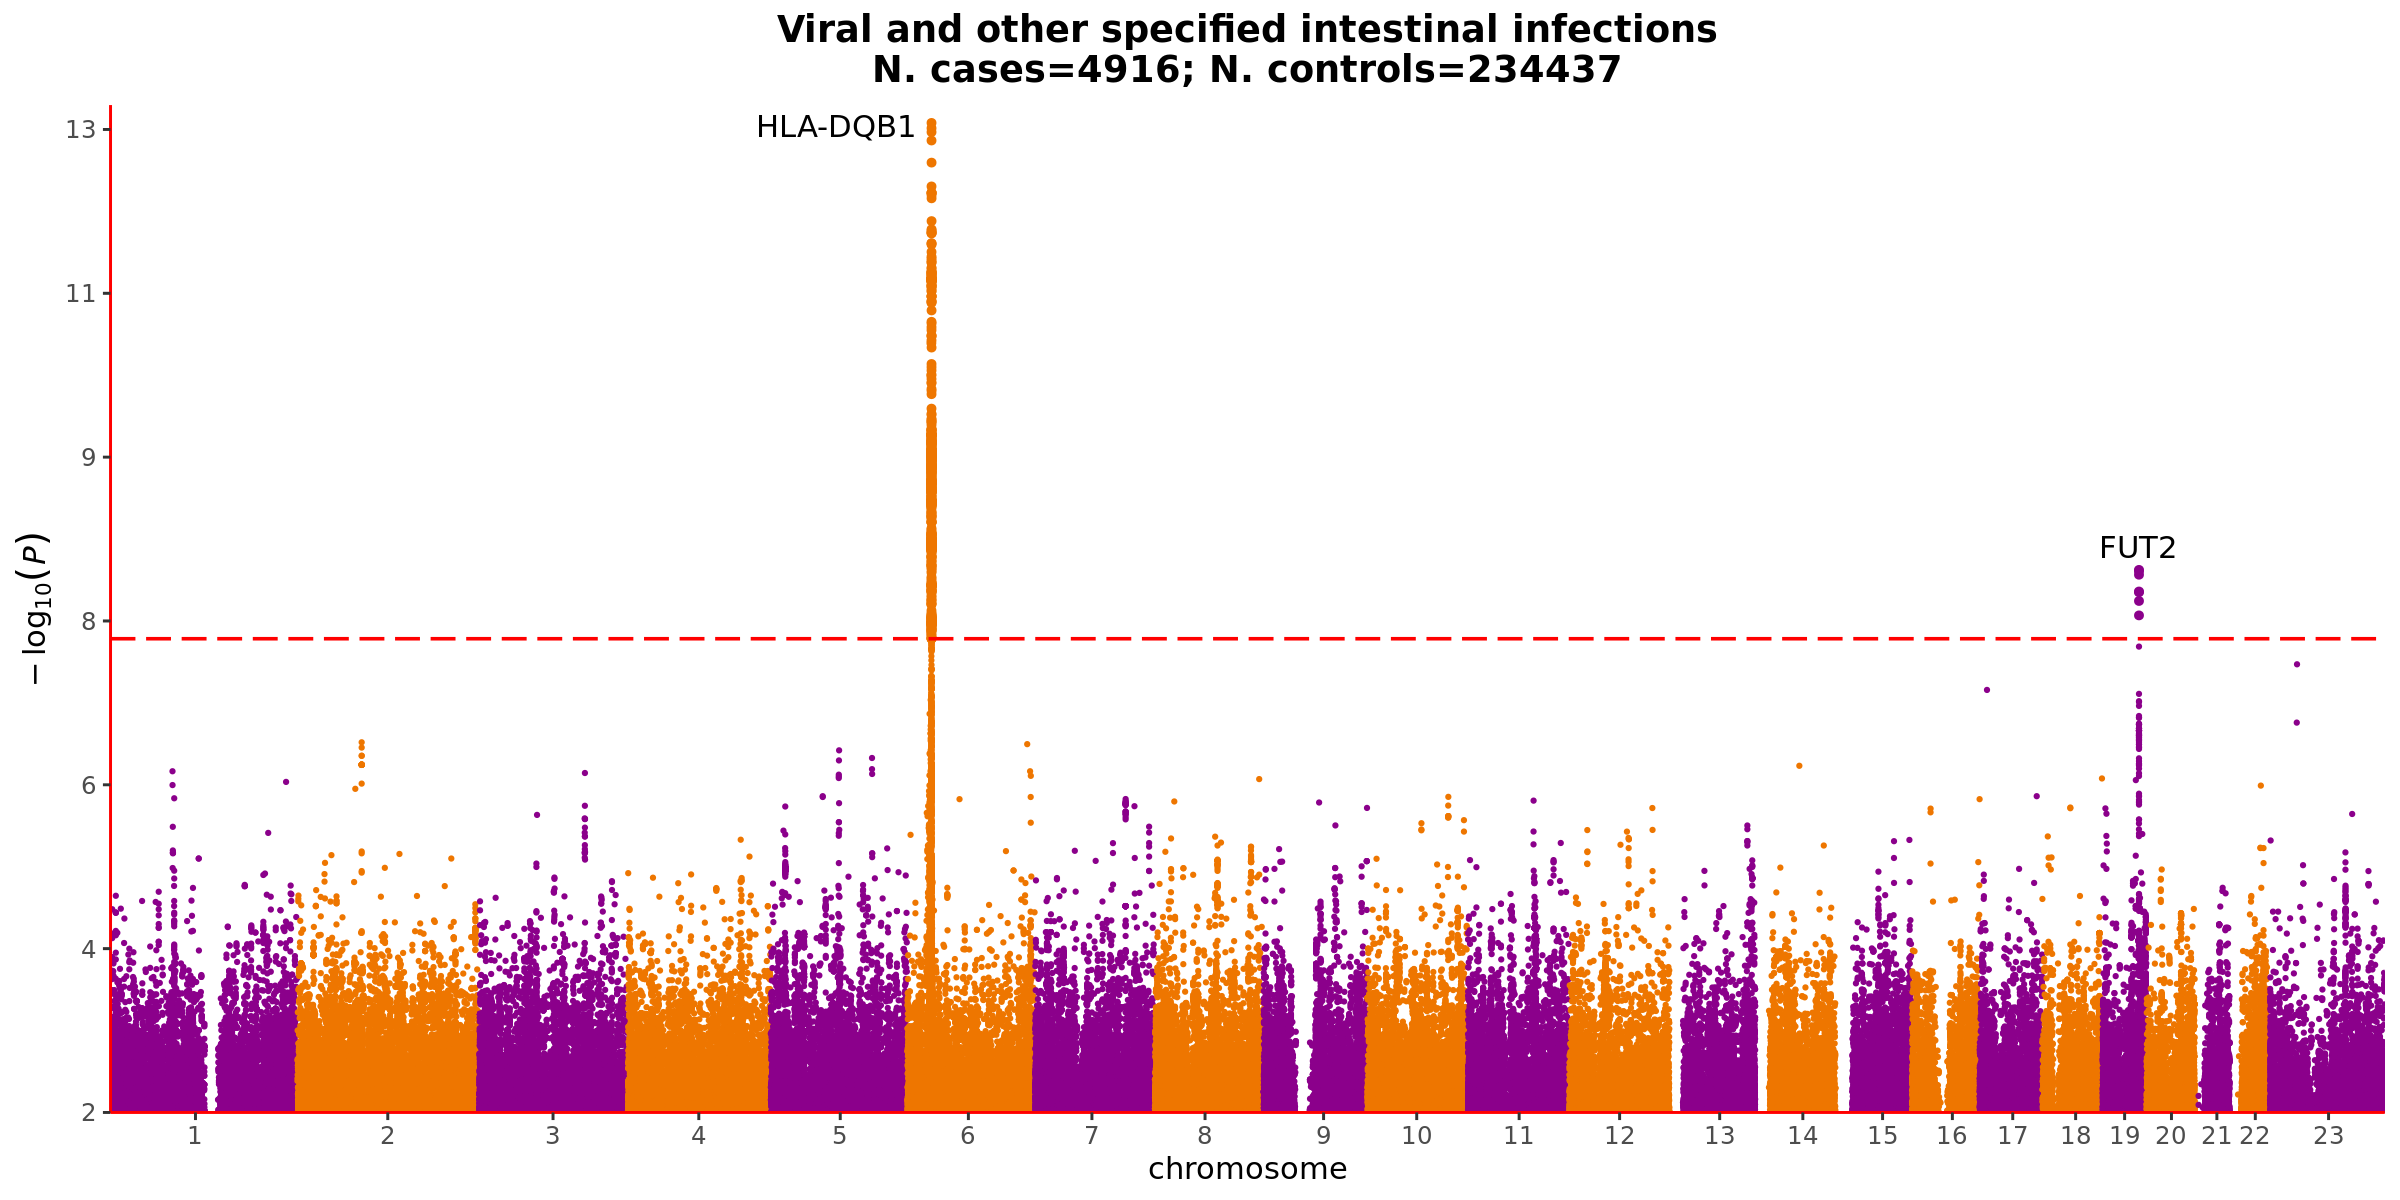 Viral and other specified intestinal infections
N. cases=4916; N. controls=234437
HLA-DQB1
FUT2
13
11
9
8
6
4
2
− log10(P)
1 2 3 4 5 6 7 8 9 10 11 12 13 14 15 16 17 18 19 20 21 22 23
chromosome